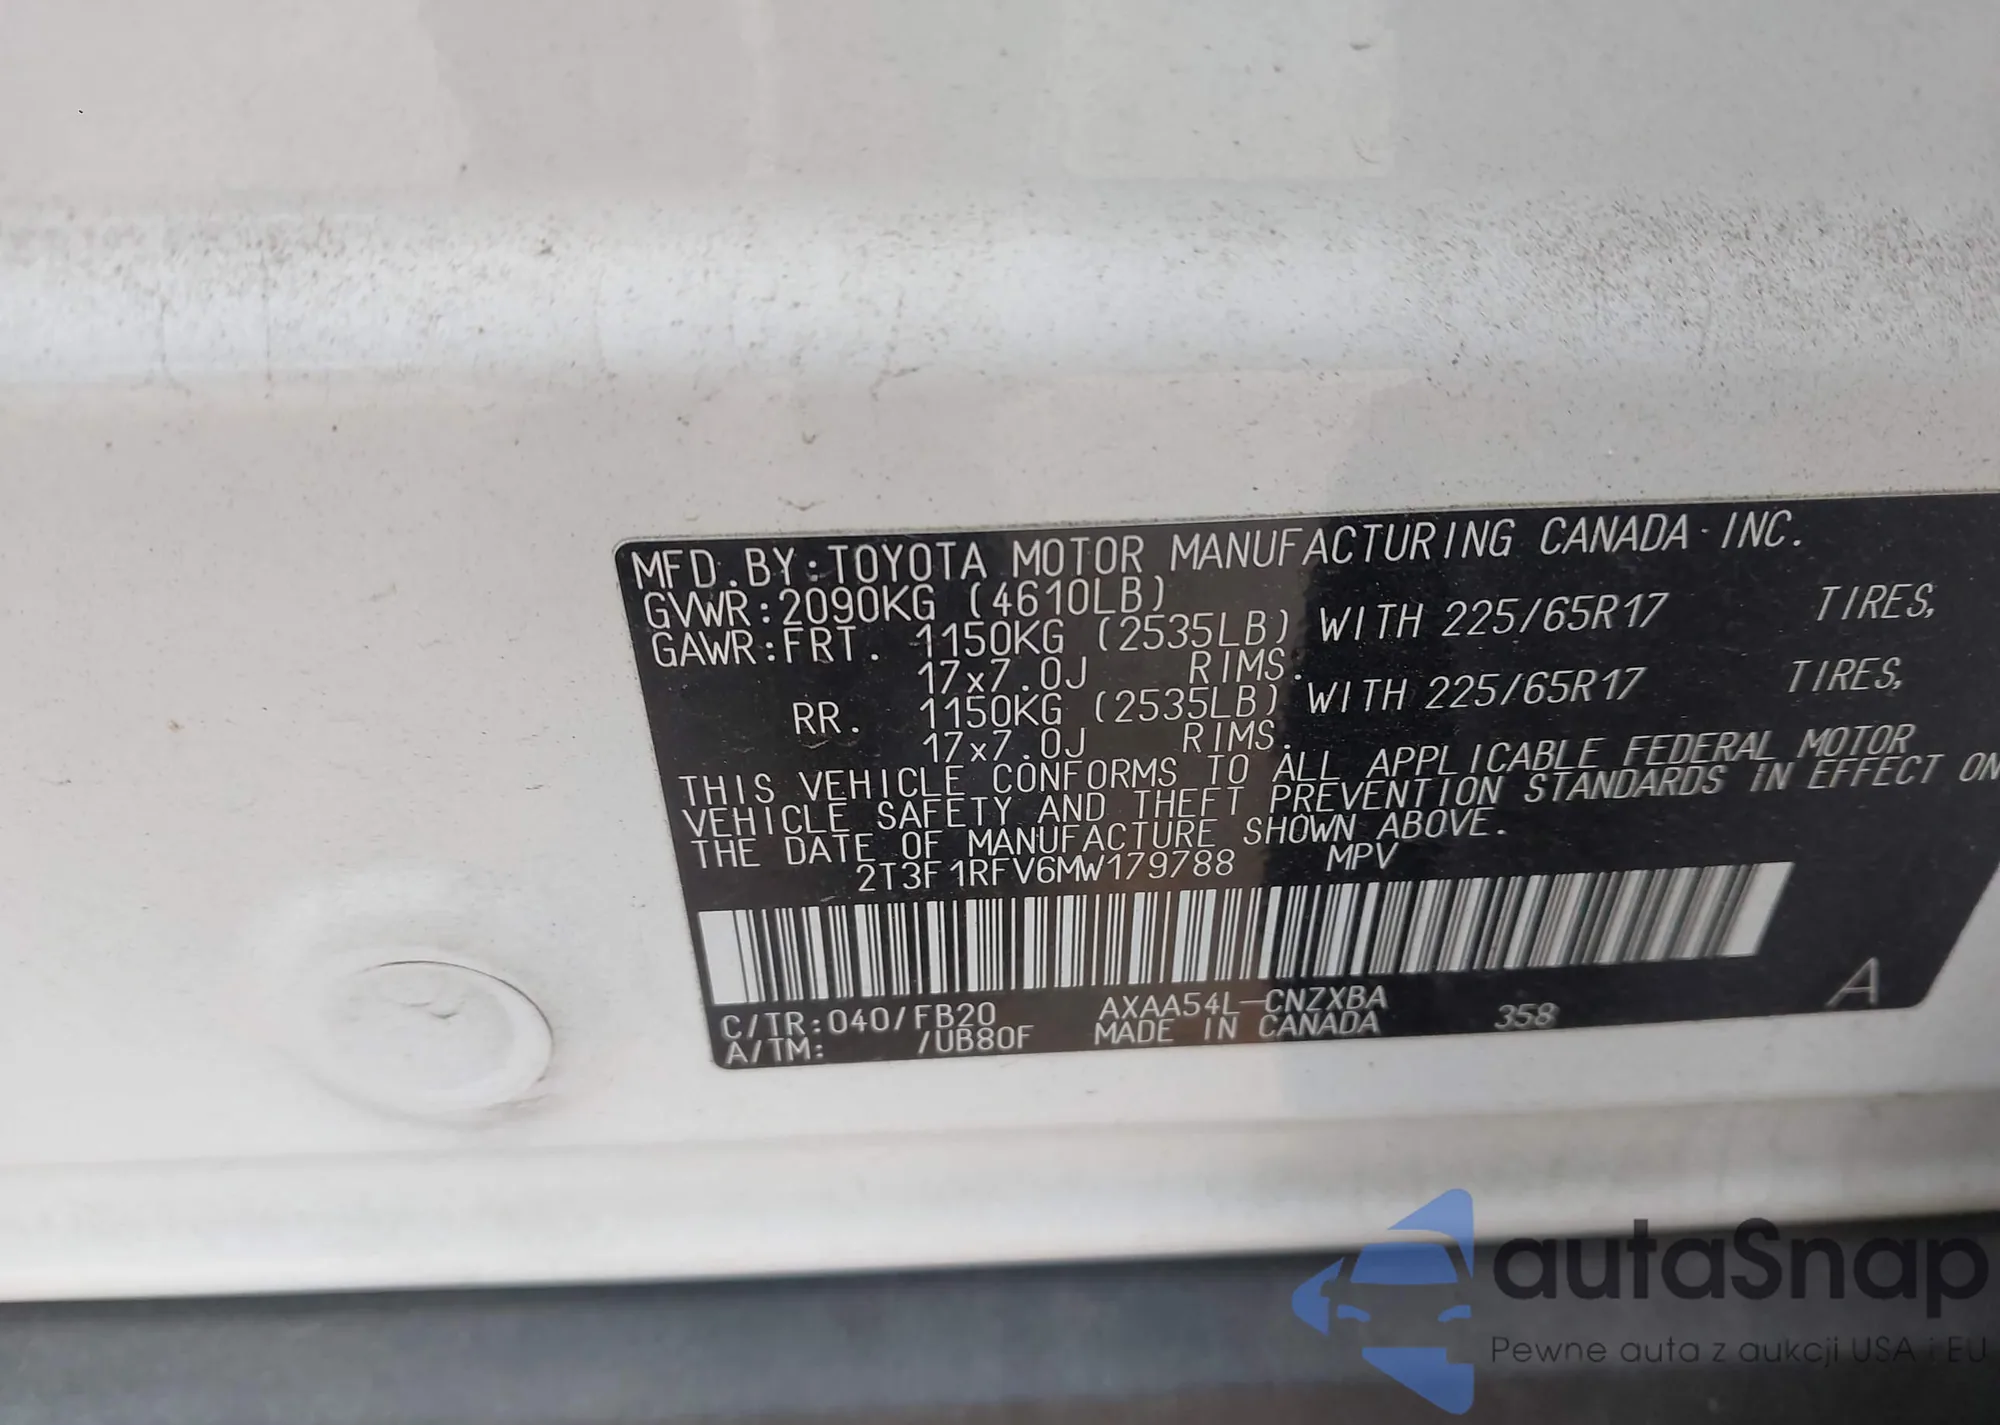 MFD.BY:TOYOTA MOTOR MANUFACTURING CANADA INC.
GVWR:2090KG (4610LB)
GAWR:FRT. 1150KG (2535LB) WITH 225/65R17 TIRES,
17x7.0J RIMS.
RR. 1150KG (2535LB) WITH 225/65R17 TIRES,
17x7.0J RIMS.
THIS VEHICLE CONFORMS TO ALL APPLICABLE FEDERAL MOTOR
VEHICLE SAFETY AND THEFT PREVENTION STANDARDS IN EFFECT ON
THE DATE OF MANUFACTURE SHOWN ABOVE.
2T3F1RFV6MW179788 MPV
C/TR:040/FB20 AXAA54L-CNZXBA 358 A
A/TM: /UB80F MADE IN CANADA
autaSnap
Pewne auta z aukcji USA i EU